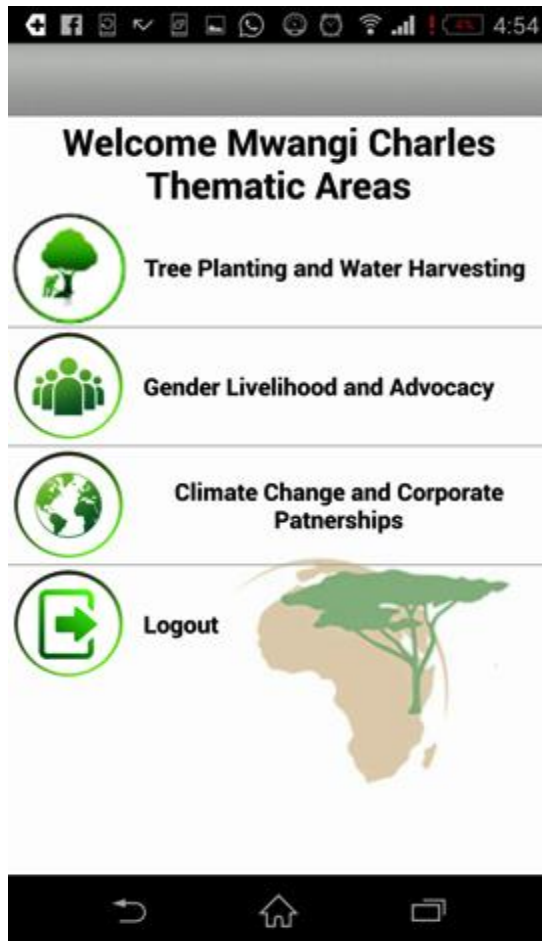 4%
4:54
Welcome Mwangi Charles
Thematic Areas
Tree Planting and Water Harvesting
Gender Livelihood and Advocacy
Climate Change and Corporate
Patnerships
Logout